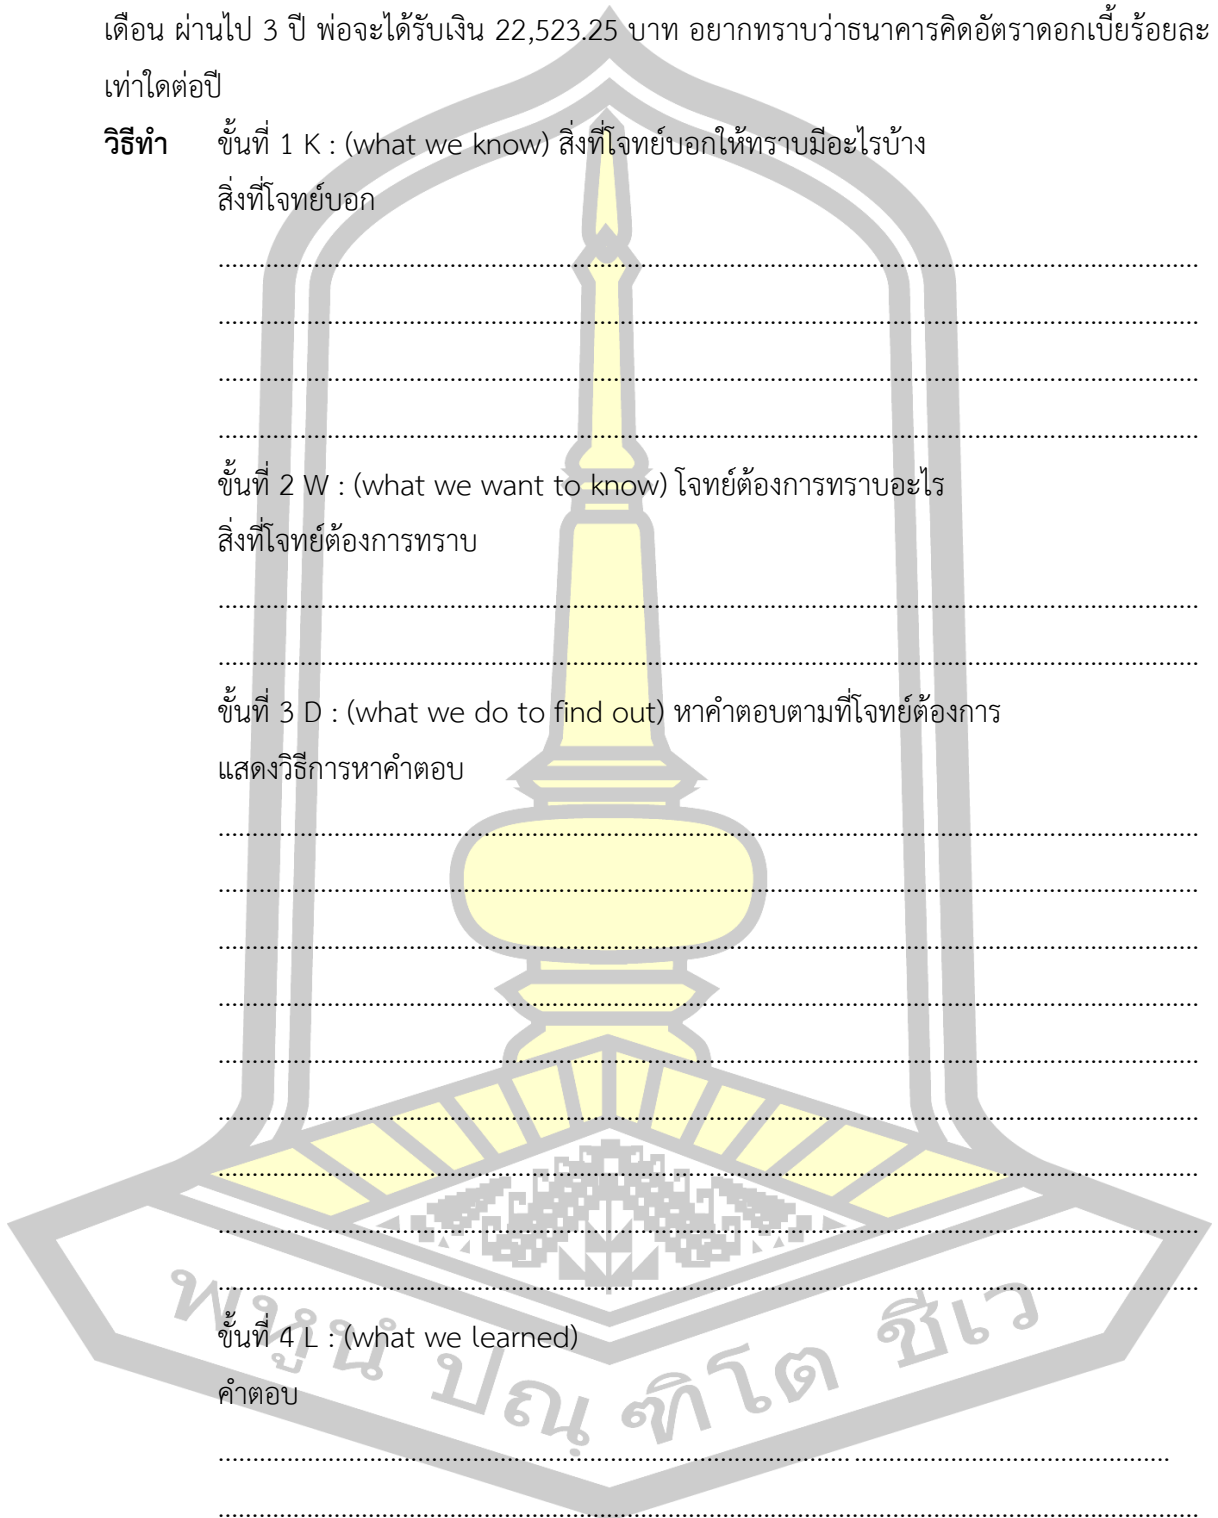 เดือน ผ่านไป 3 ปี พ่อจะได้รับเงิน 22,523.25 บาท อยากทราบว่าธนาคารคิดอัตราดอกเบี้ยร้อยละ
เท่าใดต่อปี
วิธีทำ ขั้นที่ 1 K : (what we know) สิ่งที่โจทย์บอกให้ทราบมีอะไรบ้าง
สิ่งที่โจทย์บอก
ขั้นที่ 2 W : (what we want to know) โจทย์ต้องการทราบอะไร
สิ่งที่โจทย์ต้องการทราบ
ขั้นที่ 3 D : (what we do to find out) หาคำตอบตามที่โจทย์ต้องการ
แสดงวิธีการหาคำตอบ
ขั้นที่ 4 L : (what we learned)
คำตอบ
พหูนํ ปณฺฑิโต ชีเว